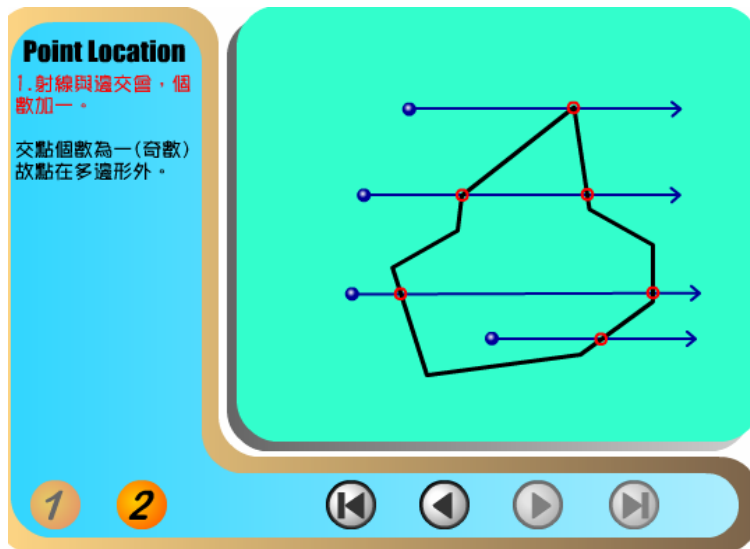 Point Location
1.射線與邊交會，個
數加一。
交點個數為一(奇數)
故點在多邊形外。
1 2